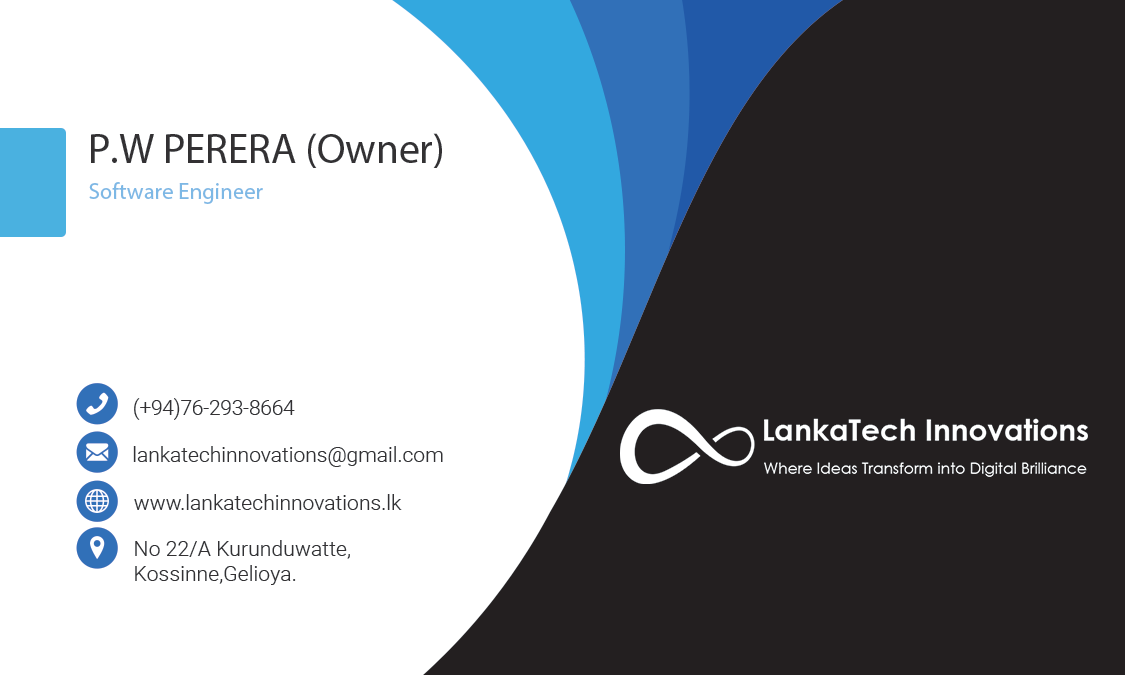 P.W PERERA (Owner)
Software Engineer
(+94)76-293-8664
lankatechinnovations@gmail.com
www.lankatechinnovations.lk
No 22/A Kurunduwatte,
Kossinne,Gelioya.
LankaTech Innovations
Where Ideas Transform into Digital Brilliance